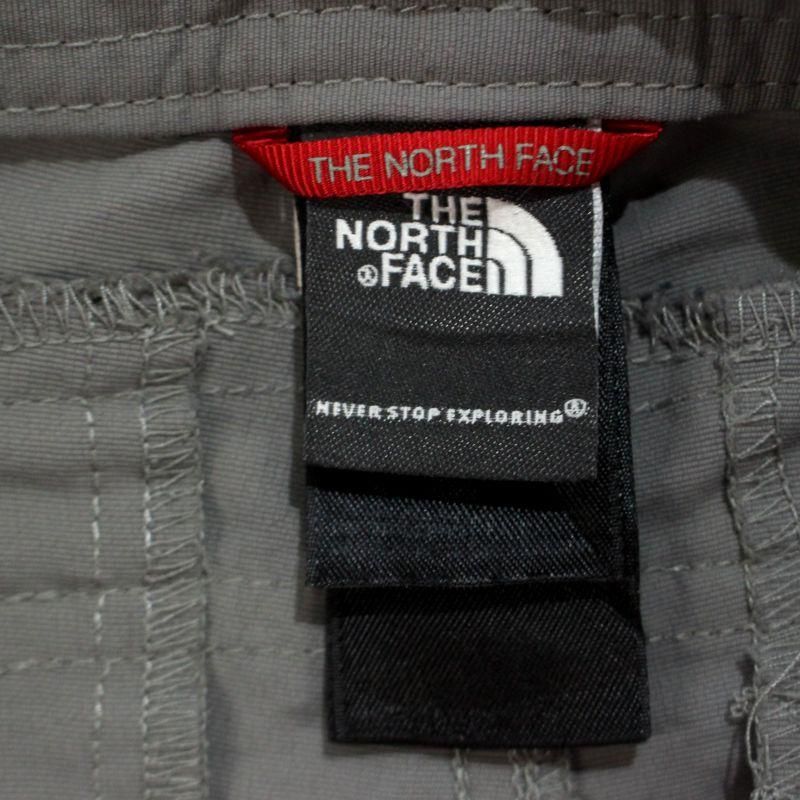 THE NORTH FACE
THE
NORTH
FACE
NEVER STOP EXPLORING